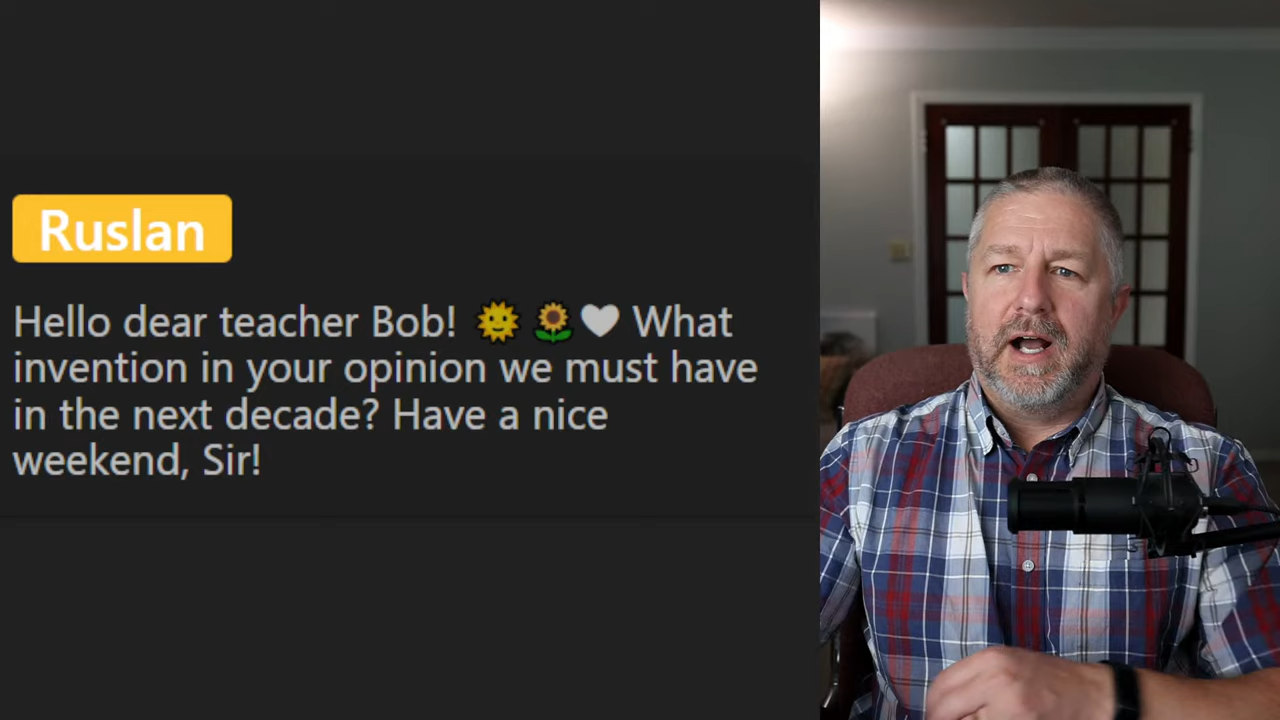 Ruslan
Hello dear teacher Bob! 🌞🌻🤍 What
invention in your opinion we must have
in the next decade? Have a nice
weekend, Sir!